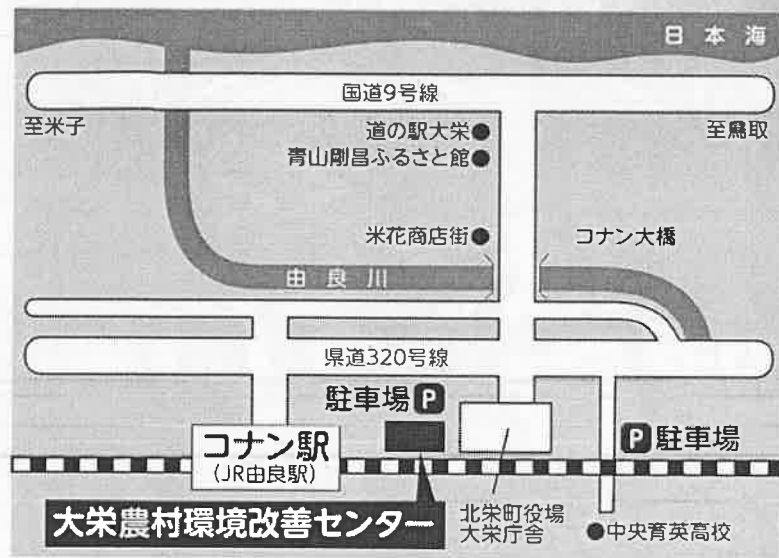 日本海
国道9号線
至米子
至鳥取
道の駅大栄●
青山剛昌ふるさと館●
米花商店街●
コナン大橋
由良川
県道320号線
駐車場 P
コナン駅
(JR由良駅)
P 駐車場
大栄農村環境改善センター
北栄町役場
大栄庁舎
●中央育英高校